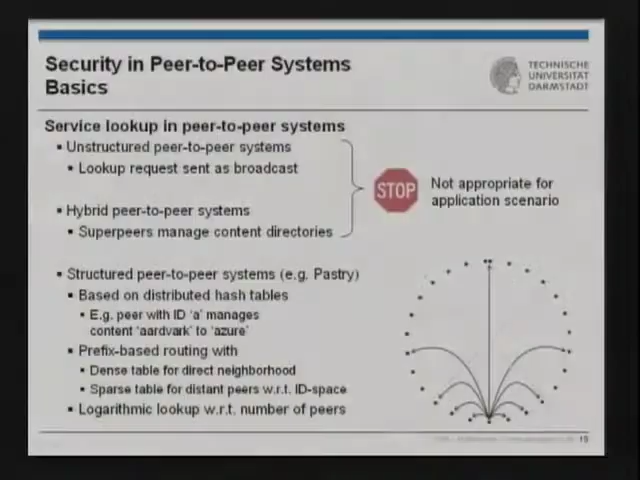 Security in Peer-to-Peer Systems
Basics
TECHNISCHE
UNIVERSITÄT
DARMSTADT
Service lookup in peer-to-peer systems
Unstructured peer-to-peer systems
Lookup request sent as broadcast
Hybrid peer-to-peer systems
Superpeers manage content directories
STOP
Not appropriate for
application scenario
Structured peer-to-peer systems (e.g. Pastry)
Based on distributed hash tables
E.g. peer with ID 'a' manages
content 'aardvark' to 'azure'
Prefix-based routing with
Dense table for direct neighborhood
Sparse table for distant peers w.r.t. ID-space
Logarithmic lookup w.r.t. number of peers